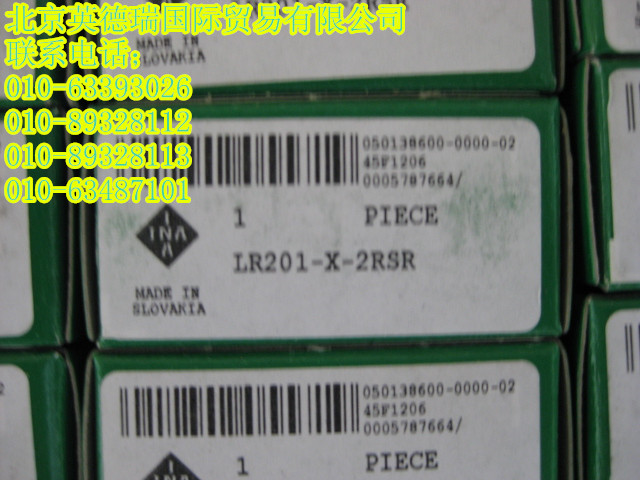 北京英德瑞国际贸易有限公司
联系电话:
010-63393026
010-89328112
010-89328113
010-63487101
MADE IN
SLOVAKIA
050138600-0000-02
45F1206
0005787664/
1 PIECE
INA
LR201-X-2RSR
MADE IN
SLOVAKIA
050138600-0000-02
45F1206
0005787664/
1 PIECE